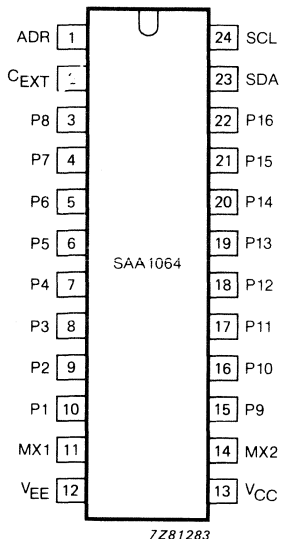 ADR 1 24 SCL
CEXT 23 SDA
P8 3 22 P16
P7 4 21 P15
P6 5 20 P14
P5 6 19 P13
SAA1064
P4 7 18 P12
P3 8 17 P11
P2 9 16 P10
P1 10 15 P9
MX1 11 14 MX2
VEE 12 13 VCC
7Z81283